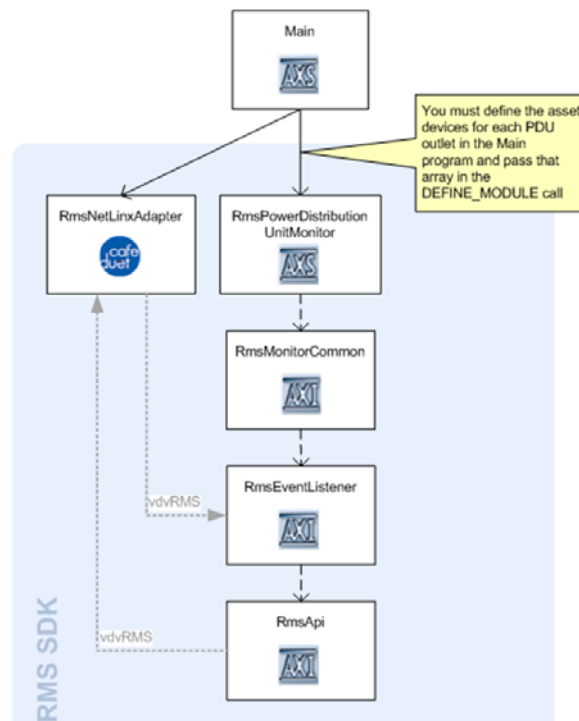 Main
AXS
You must define the asset
devices for each PDU
outlet in the Main
program and pass that
array in the
DEFINE_MODULE call
RmsNetLinxAdapter
cafe
duet
RmsPowerDistribution
UnitMonitor
AXS
RmsMonitorCommon
AXI
RmsEventListener
AXI
vdvRMS
RmsApi
AXI
vdvRMS
RMS SDK